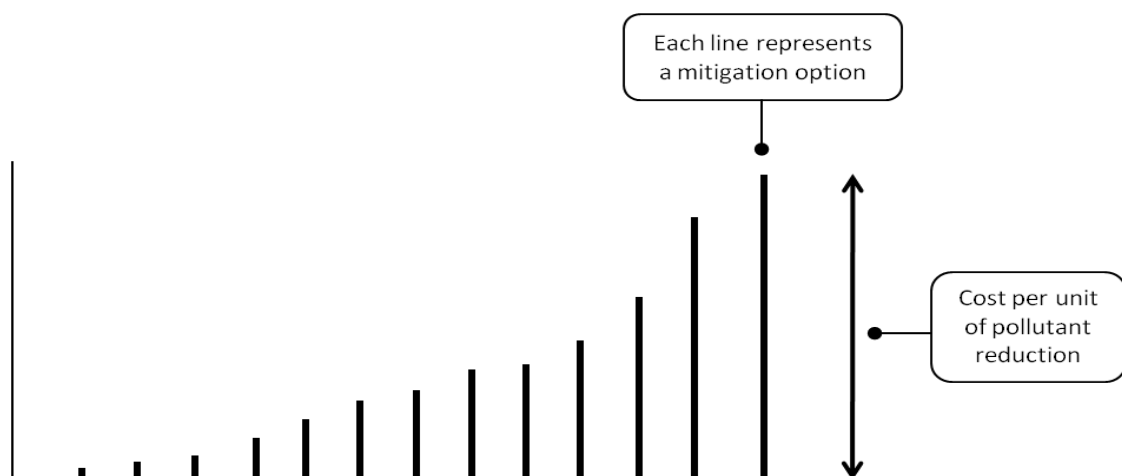 Each line represents
a mitigation option
Cost per unit
of pollutant
reduction